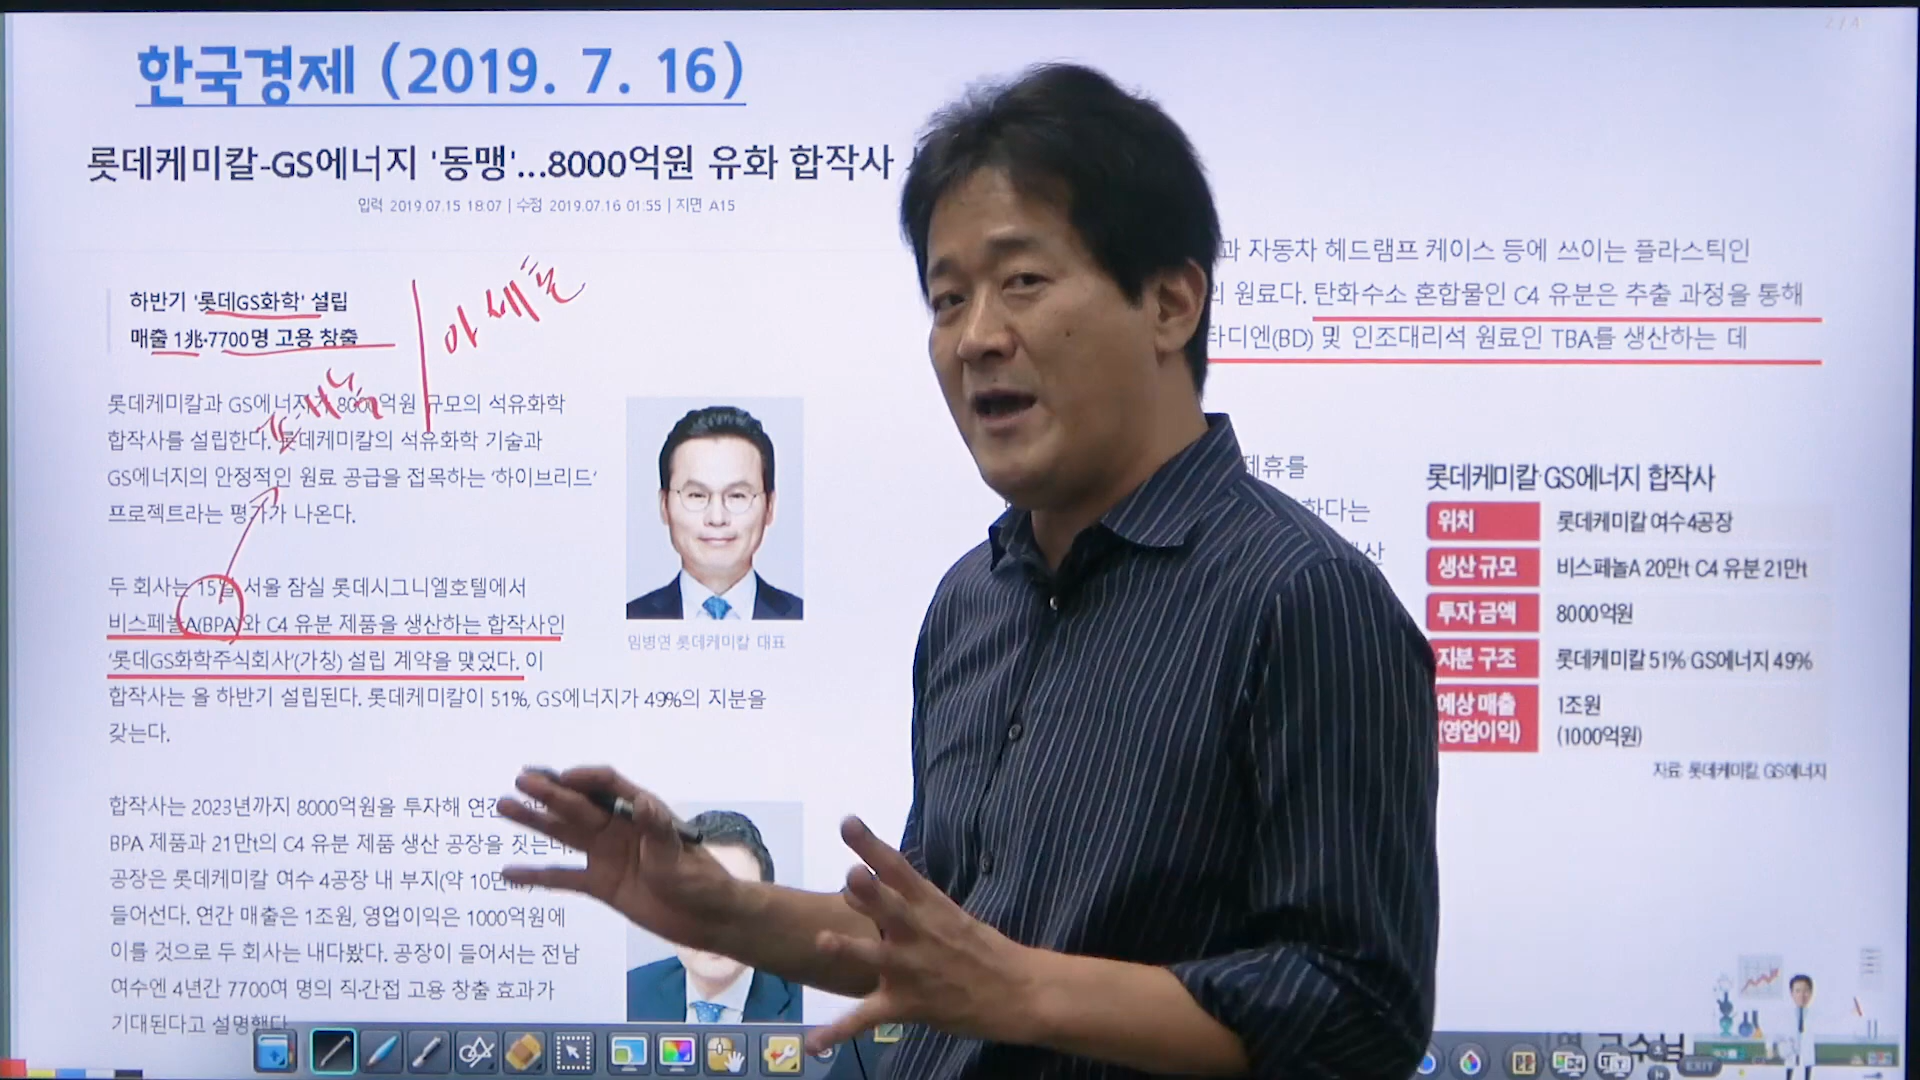 한국경제 (2019. 7. 16)
롯데케미칼-GS에너지 '동맹'...8000억원 유화 합작사
입력 2019.07.15 18:07 | 수정 2019.07.16 01:55 | 지면 A15
하반기 '롯데GS화학' 설립
매출 1兆·7700명 고용 창출
아세톤
페놀
롯데케미칼과 GS에너지가 8000억원 규모의 석유화학
합작사를 설립한다. 롯데케미칼의 석유화학 기술과
GS에너지의 안정적인 원료 공급을 접목하는 '하이브리드'
프로젝트라는 평가가 나온다.
두 회사는 15일 서울 잠실 롯데시그니엘호텔에서
비스페놀A(BPA)와 C4 유분 제품을 생산하는 합작사인
'롯데GS화학주식회사'(가칭) 설립 계약을 맺었다. 이
합작사는 올 하반기 설립된다. 롯데케미칼이 51%, GS에너지가 49%의 지분을
갖는다.
임병연 롯데케미칼 대표
합작사는 2023년까지 8000억원을 투자해 연간
BPA 제품과 21만t의 C4 유분 제품 생산 공장을 짓는다.
공장은 롯데케미칼 여수 4공장 내 부지(약 10만
들어선다. 연간 매출은 1조원, 영업이익은 1000억원에
이를 것으로 두 회사는 내다봤다. 공장이 들어서는 전남
여수엔 4년간 7700여 명의 직·간접 고용 창출 효과가
기대된다고 설명했다
과 자동차 헤드램프 케이스 등에 쓰이는 플라스틱인
의 원료다. 탄화수소 혼합물인 C4 유분은 추출 과정을 통해
타디엔(BD) 및 인조대리석 원료인 TBA를 생산하는 데
제휴를
한다는
롯데케미칼·GS에너지 합작사
위치 롯데케미칼 여수 4공장
생산 규모 비스페놀A 20만t C4 유분 21만t
투자 금액 8000억원
지분 구조 롯데케미칼 51% GS에너지 49%
예상 매출 1조원
(영업이익) (1000억원)
자료: 롯데케미칼, GS에너지
2 / 4
EXIT